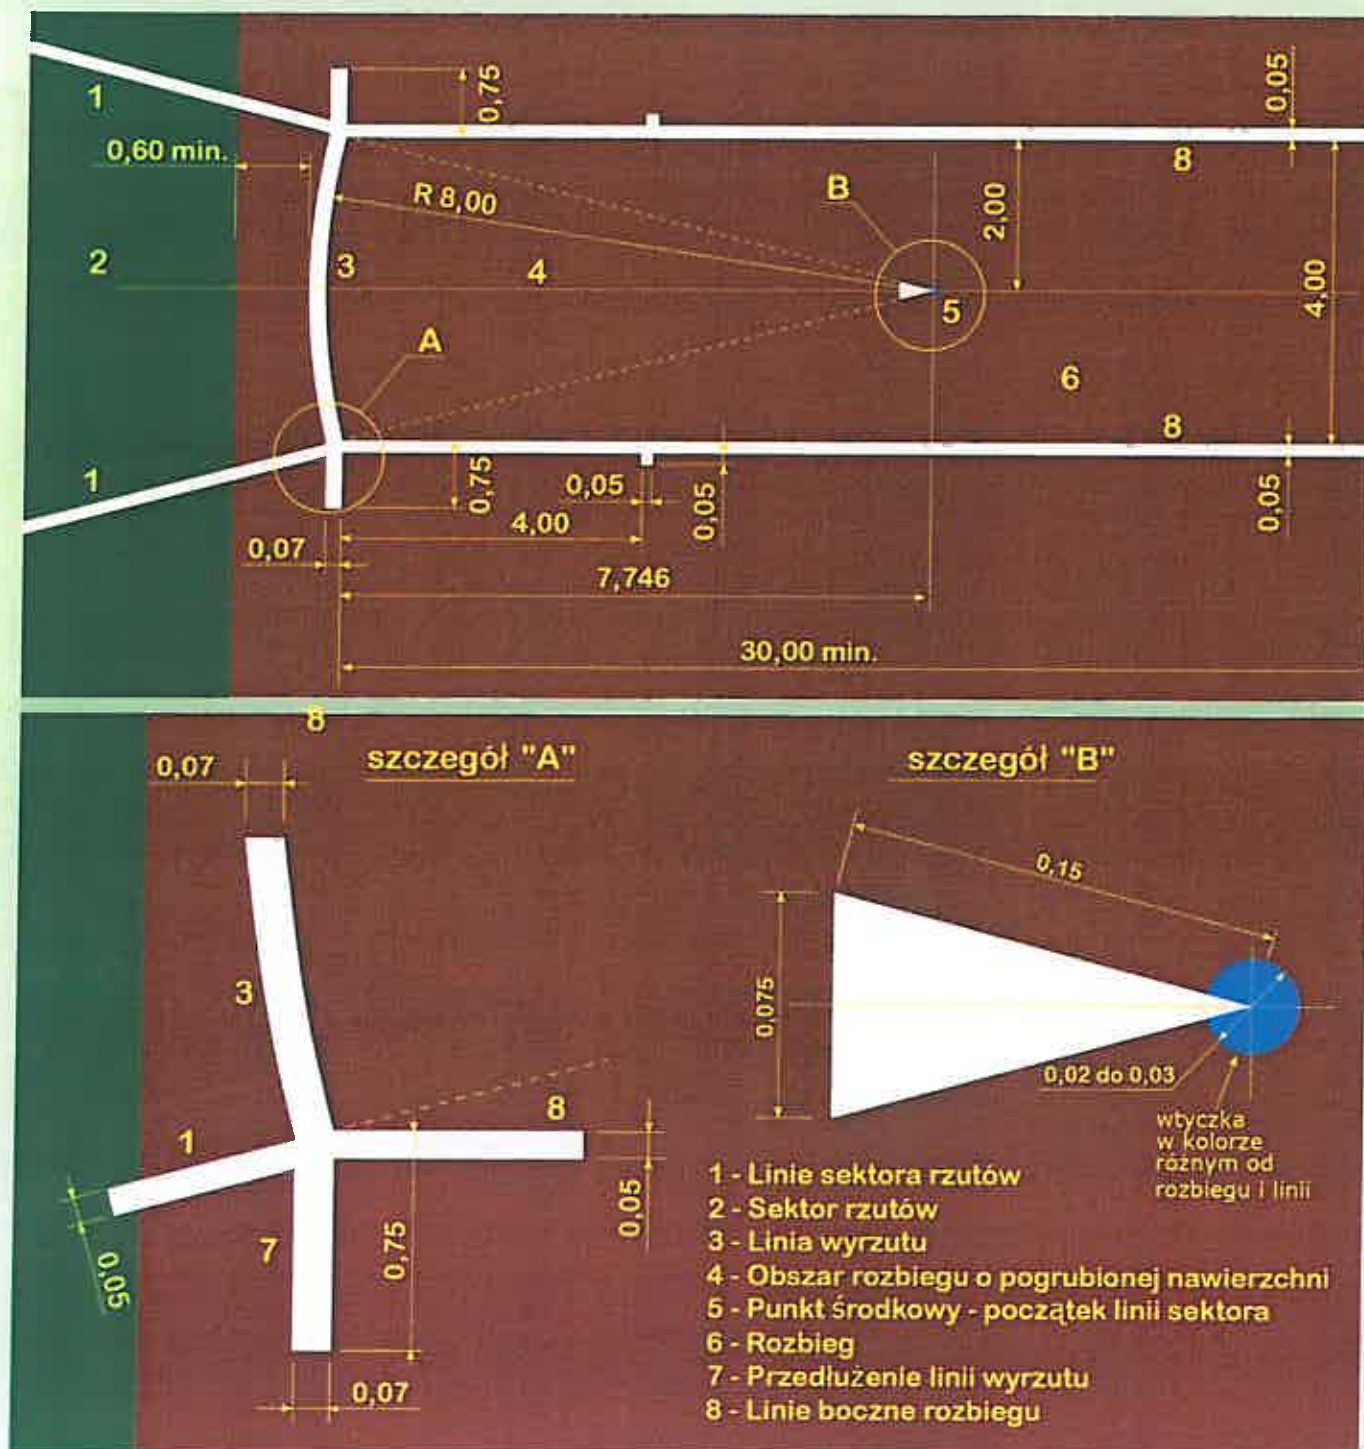 0,75
0,05
1
0,60 min.
8
B
R 8,00
2,00
2
3
4
5
4,00
A
6
8
1
0,75
0,05
0,05
0,05
4,00
0,07
7,746
30,00 min.
8
szczegół "A"
szczegół "B"
0,07
0,15
3
0,075
0,02 do 0,03
8
1
wtyczka
w kolorze
różnym od
rozbiegu i linii
0,05
0,05
0,75
7
0,07
1 - Linie sektora rzutów
2 - Sektor rzutów
3 - Linia wyrzutu
4 - Obszar rozbiegu o pogrubionej nawierzchni
5 - Punkt środkowy - początek linii sektora
6 - Rozbieg
7 - Przedłużenie linii wyrzutu
8 - Linie boczne rozbiegu